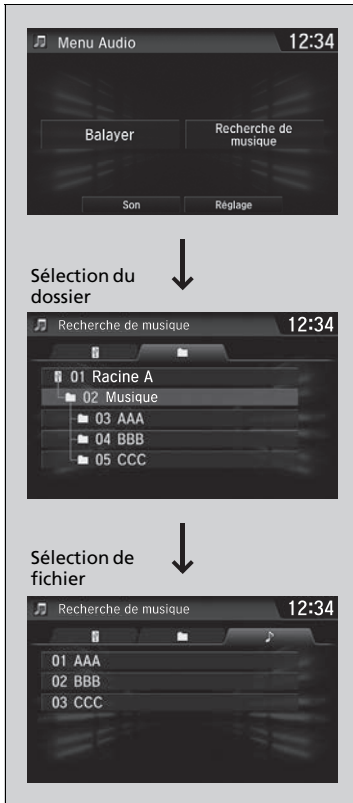 Menu Audio 12:34
Balayer
Recherche de
musique
Son Réglage
Sélection du
dossier
Recherche de musique 12:34
01 Racine A
02 Musique
03 AAA
04 BBB
05 CCC
Sélection de
fichier
Recherche de musique 12:34
01 AAA
02 BBB
03 CCC